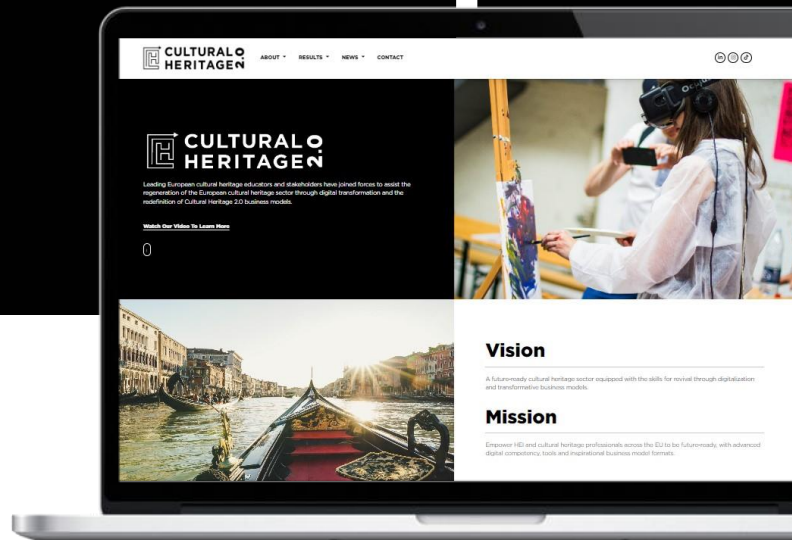 CULTURAL
HERITAGE 2.0
ABOUT
RESULTS
NEWS
CONTACT
in
CULTURAL
HERITAGE 2.0
Leading European cultural heritage educators and stakeholders have joined forces to assist the
regeneration of the European cultural heritage sector through digital transformation and the
redefinition of Cultural Heritage 2.0 business models.
Watch Our Video To Learn More
Vision
A future-ready cultural heritage sector equipped with the skills for revival through digitalization
and transformative business models.
Mission
Empower HEI and cultural heritage professionals across the EU to be future-ready, with advanced
digital competency, tools and inspirational business model formats.